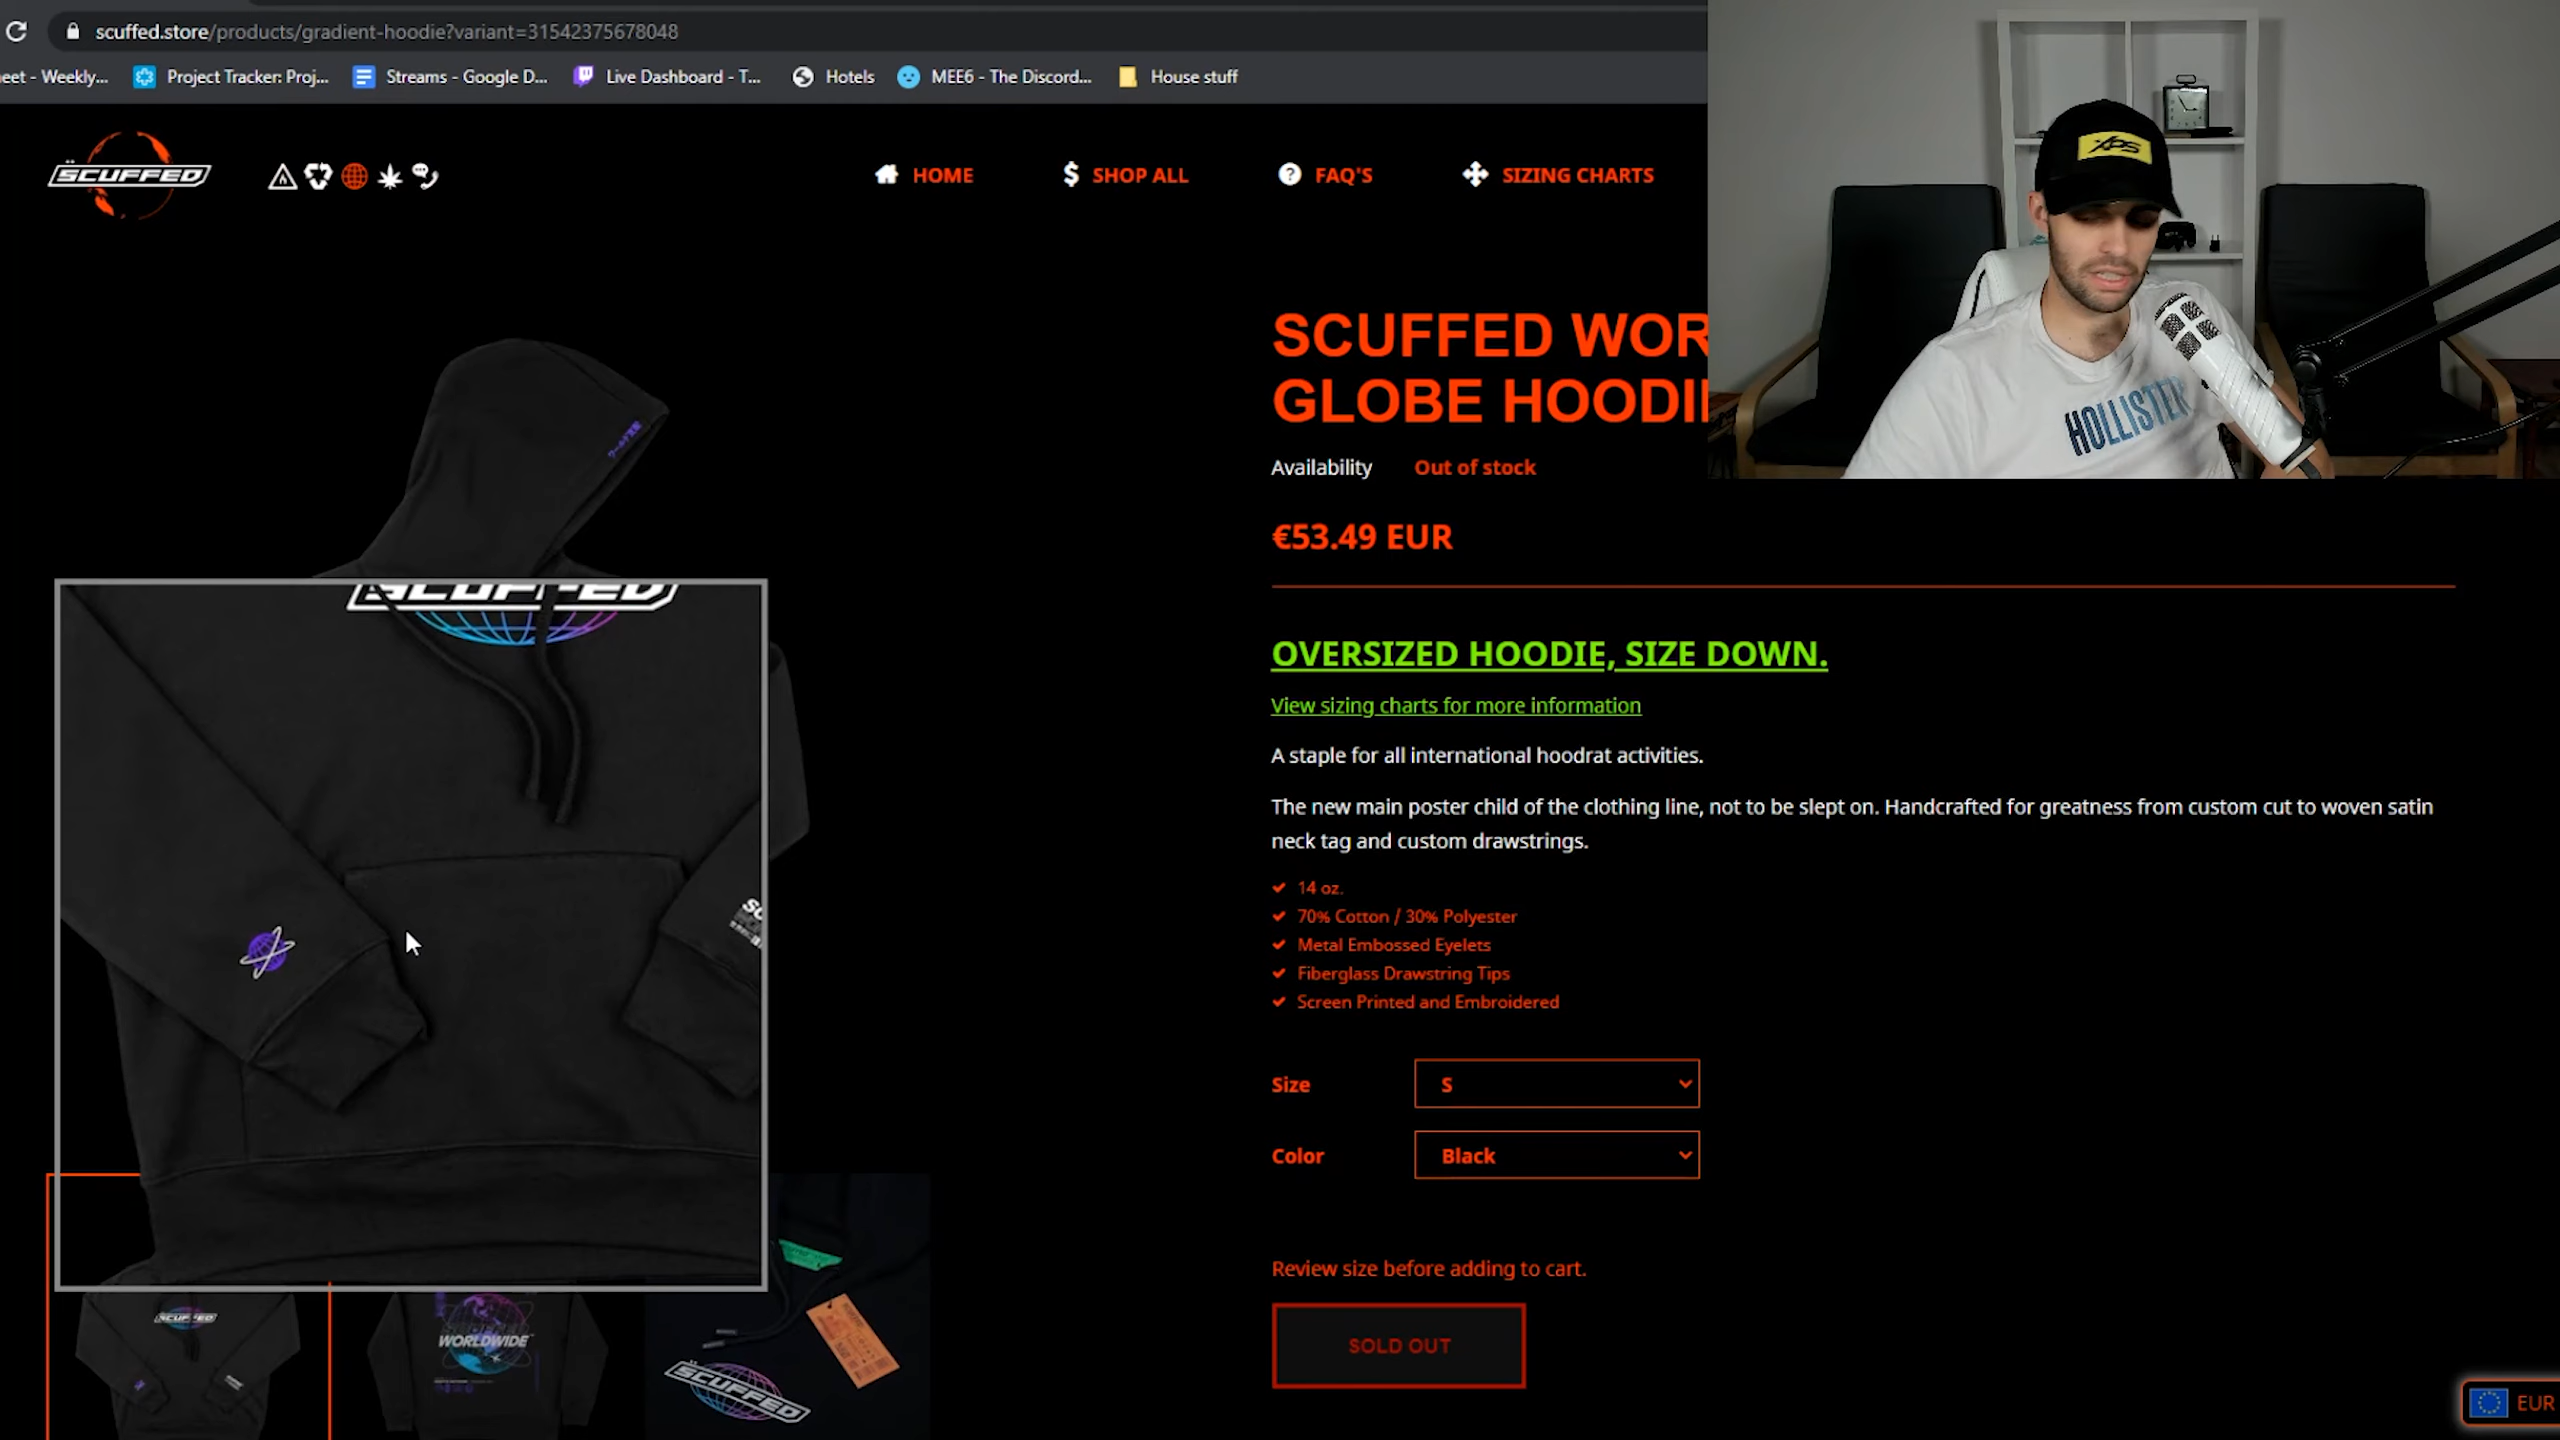 scuffed.store/products/gradient-hoodie?variant=31542375678048
eet - Weekly... Project Tracker: Proj... Streams - Google D... Live Dashboard - T... Hotels MEE6 - The Discord... House stuff
SCUFFED
HOME $ SHOP ALL ? FAQ'S SIZING CHARTS
XPS
HOLLISTER
SCUFFED WOR
GLOBE HOODI
Availability Out of stock
€53.49 EUR
SCUFFED
OVERSIZED HOODIE, SIZE DOWN.
View sizing charts for more information
A staple for all international hoodrat activities.
The new main poster child of the clothing line, not to be slept on. Handcrafted for greatness from custom cut to woven satin
neck tag and custom drawstrings.
14 oz.
70% Cotton / 30% Polyester
Metal Embossed Eyelets
Fiberglass Drawstring Tips
Screen Printed and Embroidered
Size S
Color Black
Review size before adding to cart.
SOLD OUT
SCUFFED
WORLDWIDE
SCUFFED
EUR